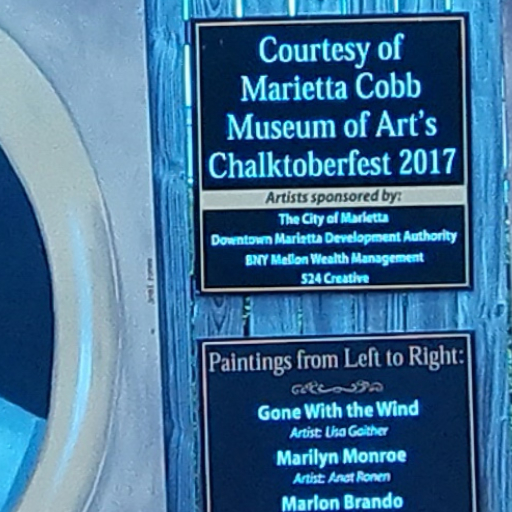 Courtesy of
Marietta Cobb
Museum of Art's
Chalktoberfest 2017
Artists sponsored by:
The City of Marietta
Downtown Marietta Development Authority
BNY Mellon Wealth Management
524 Creative
Paintings from Left to Right:
Gone With the Wind
Artist: Lisa Gaither
Marilyn Monroe
Artist: Anat Ronen
Marlon Brando